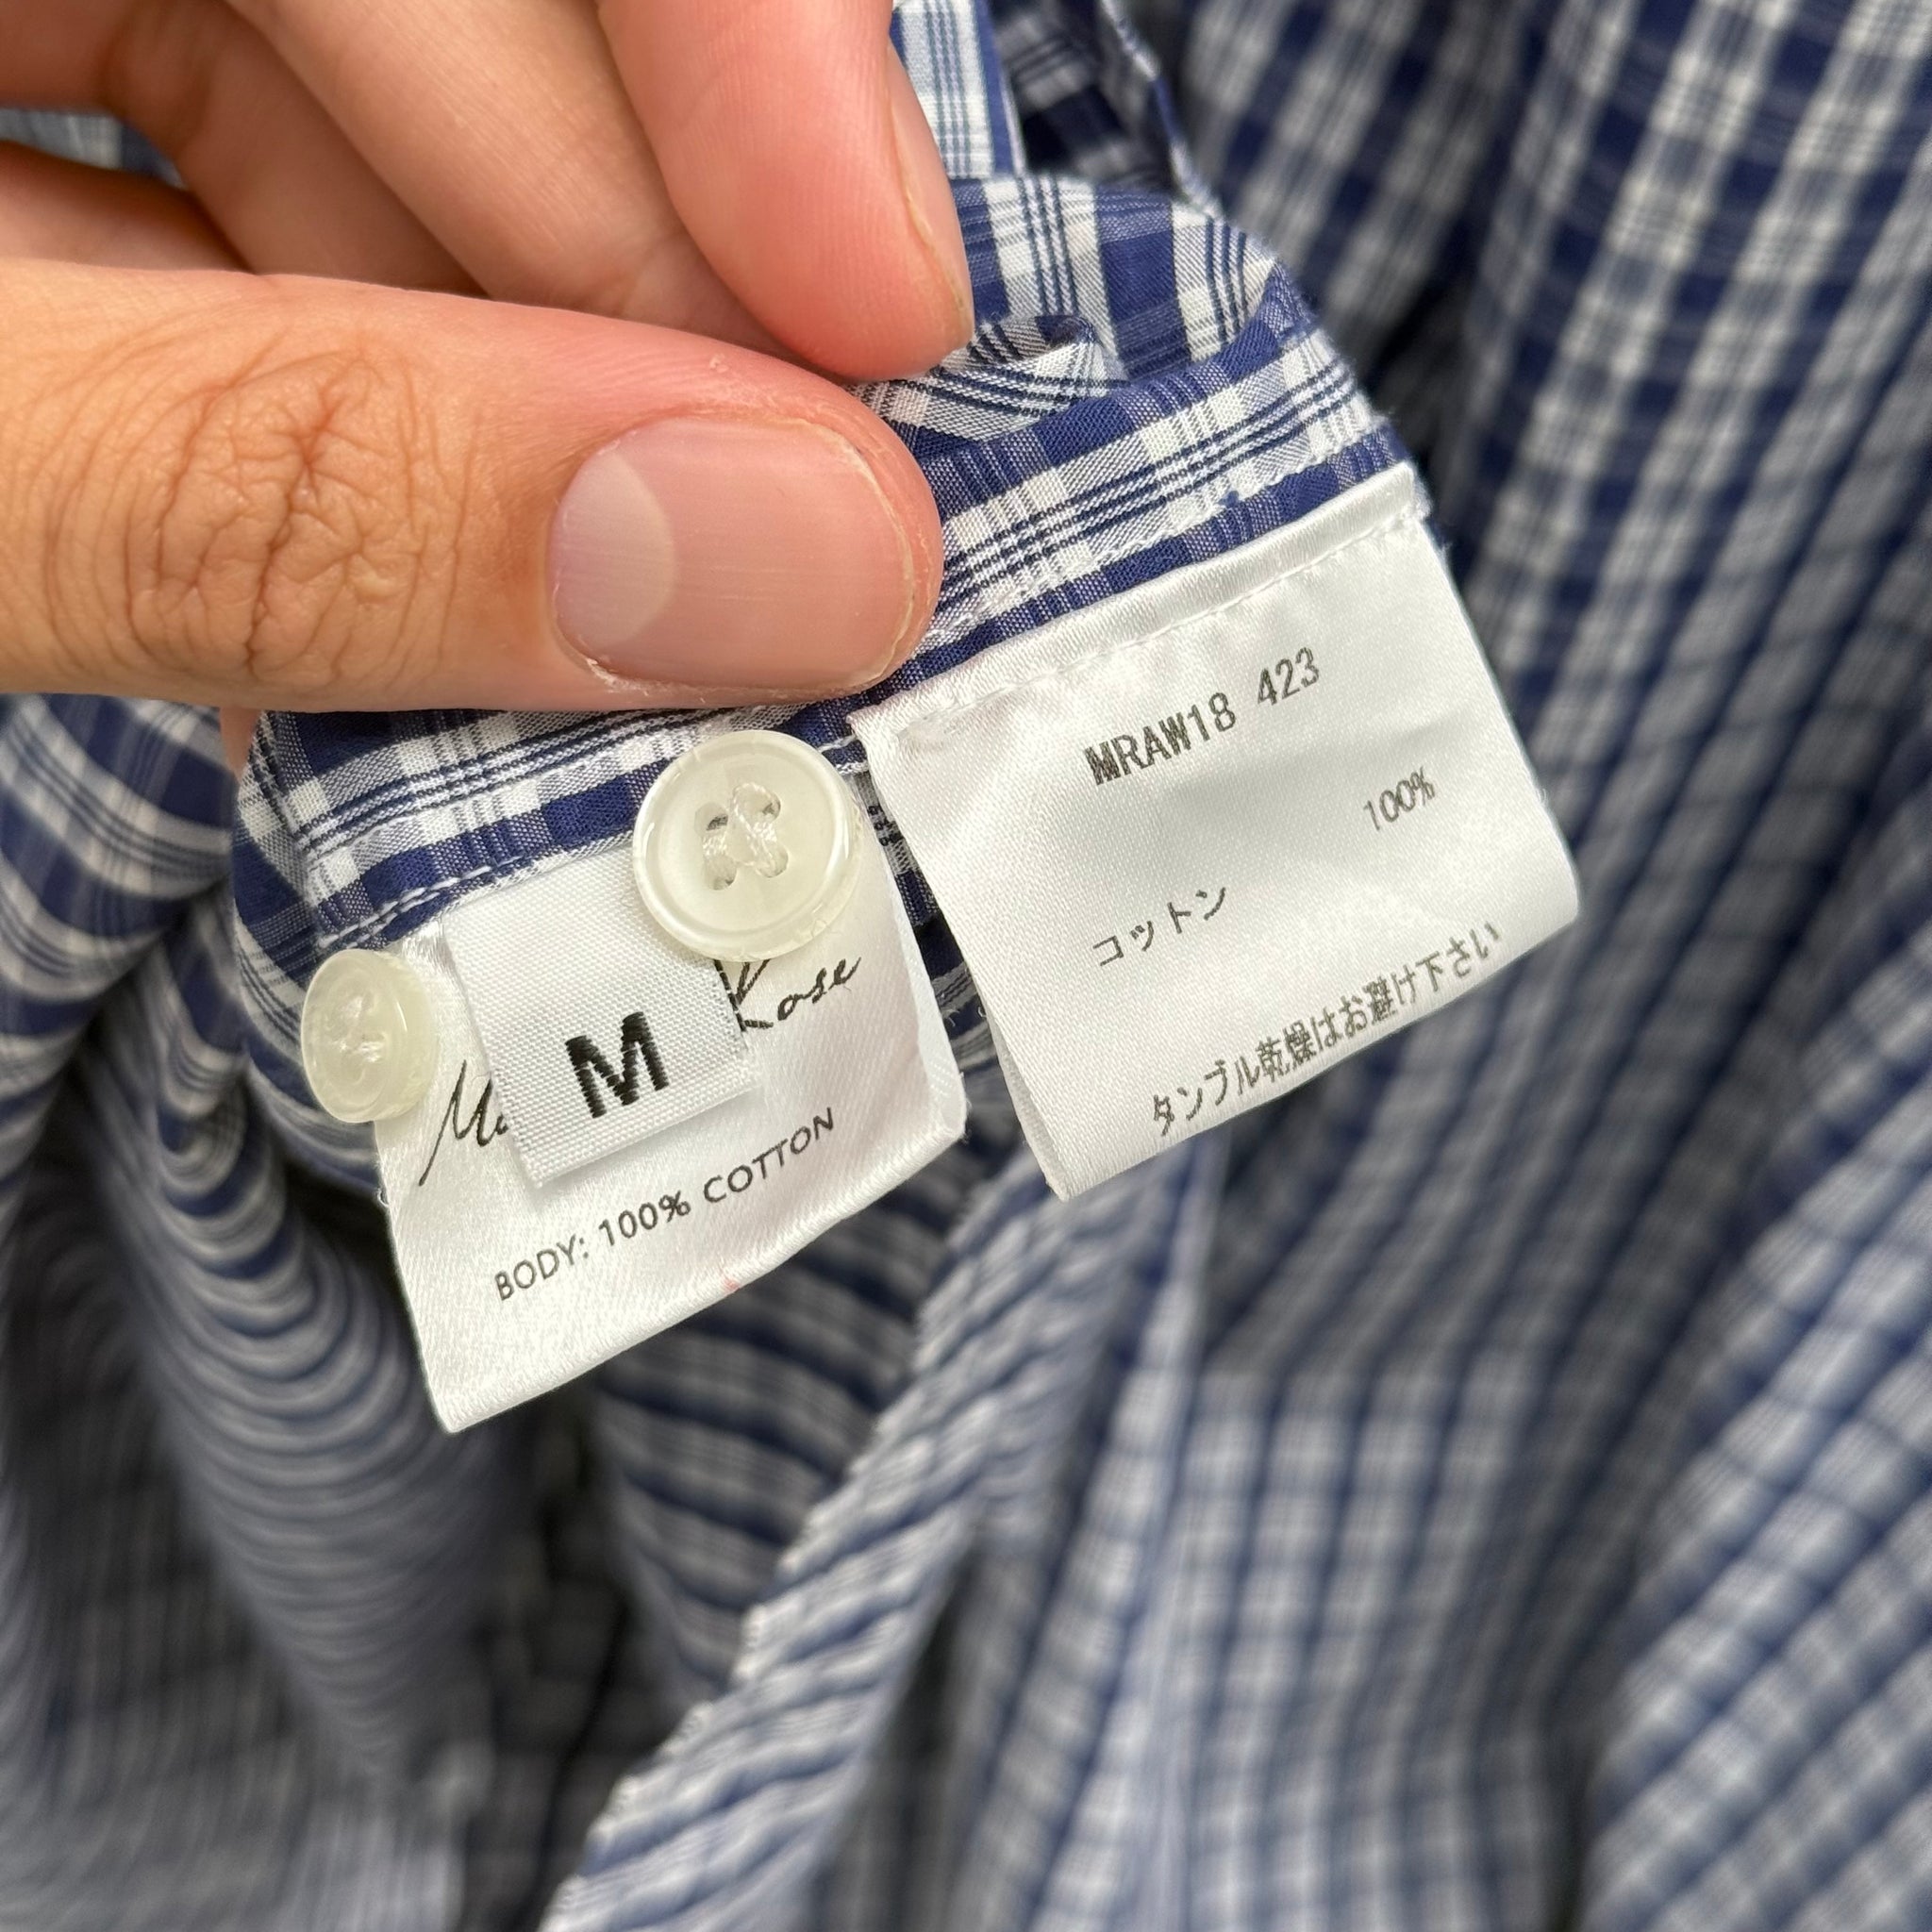 M
Rose
BODY: 100% COTTON
MRAW18 423
100%
コットン
タンブル乾燥はお避け下さい